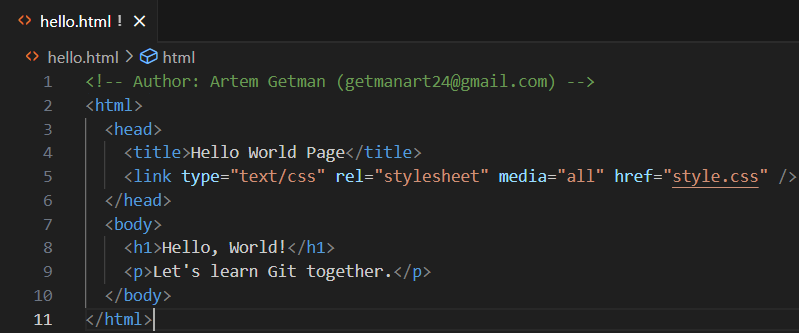 hello.html !
hello.html > html
1 <!-- Author: Artem Getman (getmanart24@gmail.com) -->
2 <html>
3   <head>
4     <title>Hello World Page</title>
5     <link type="text/css" rel="stylesheet" media="all" href="style.css" />
6   </head>
7   <body>
8     <h1>Hello, World!</h1>
9     <p>Let's learn Git together.</p>
10   </body>
11 </html>